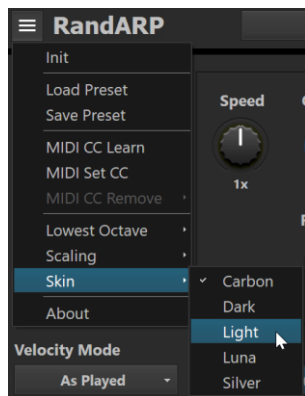 RandARP
Init
Load Preset
Save Preset
MIDI CC Learn
MIDI Set CC
MIDI CC Remove
Lowest Octave
Scaling
Skin
About
Speed
1x
Carbon
Dark
Light
Luna
Silver
Velocity Mode
As Played